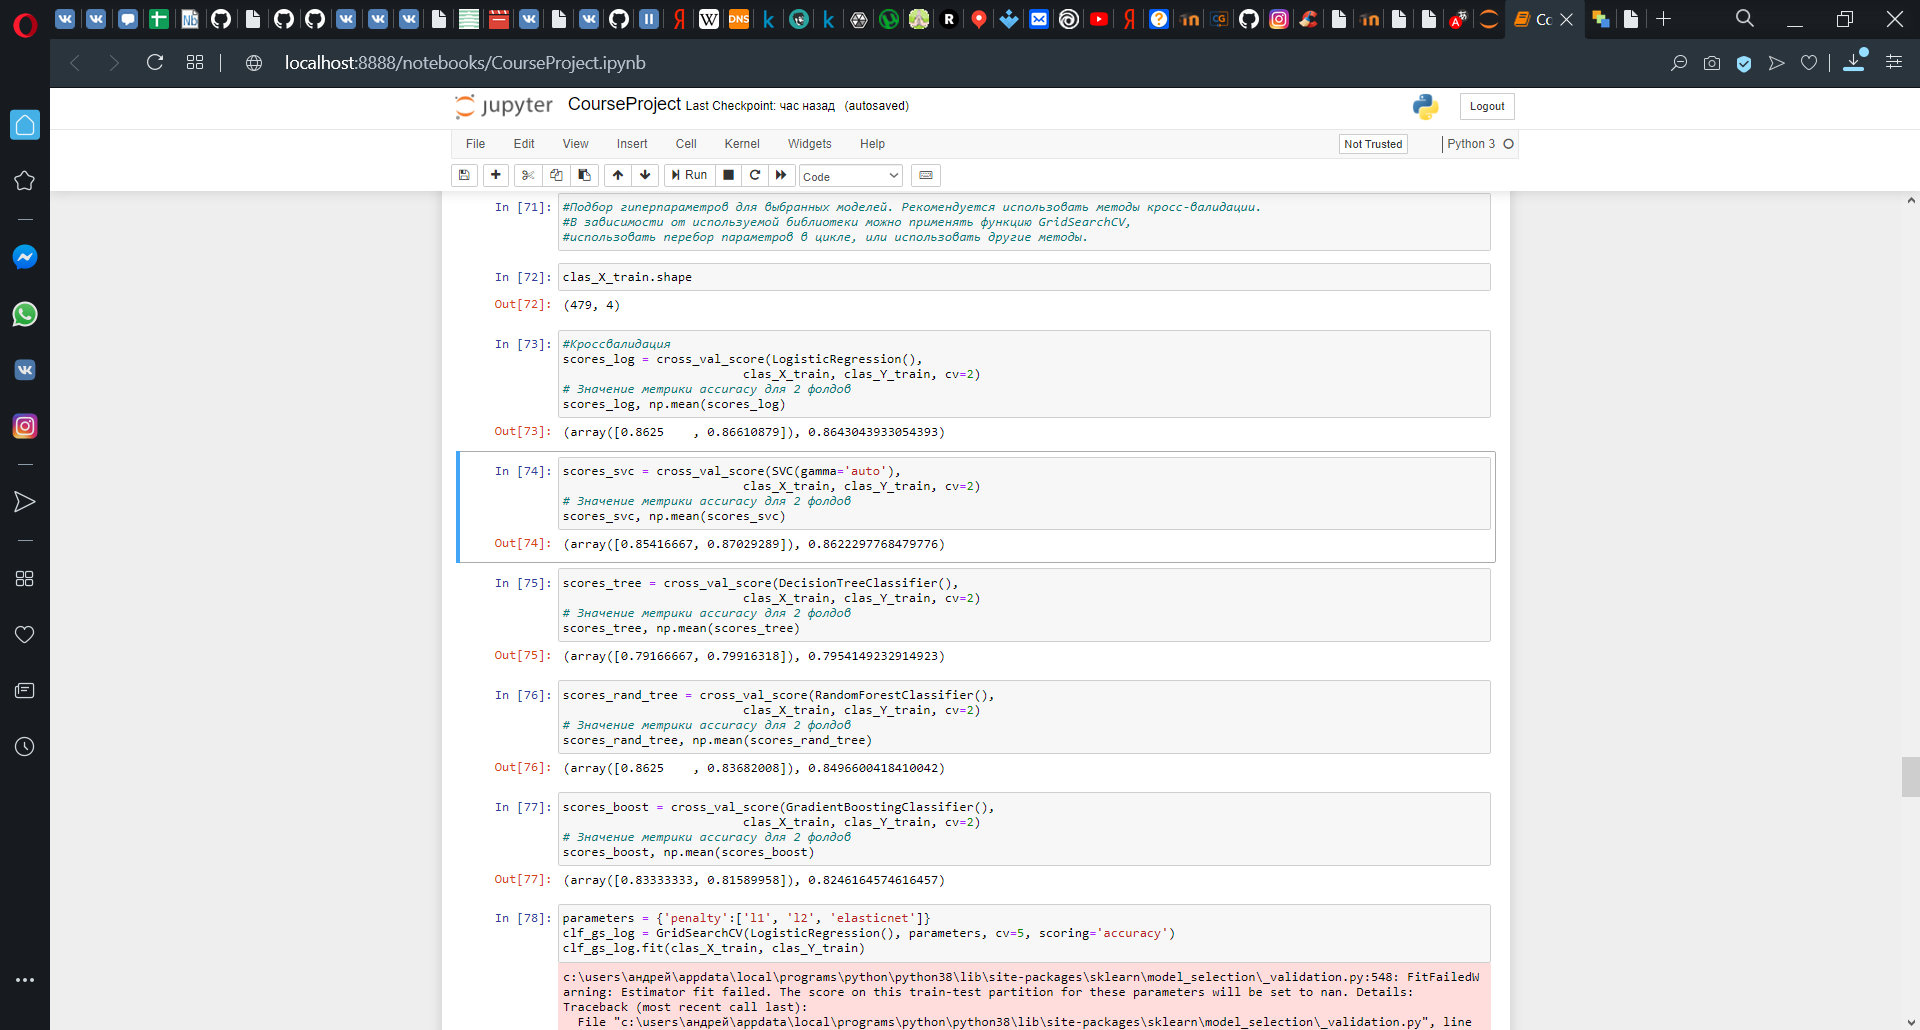 Cc
localhost:8888/notebooks/CourseProject.ipynb
jupyter CourseProject Last Checkpoint: час назад (autosaved)
Logout
File Edit View Insert Cell Kernel Widgets Help
Not Trusted
Python 3
Run
Code
In [71]: #Подбор гиперпараметров для выбранных моделей. Рекомендуется использовать методы кросс-валидации.
#В зависимости от используемой библиотеки можно применять функцию GridSearchCV,
#использовать перебор параметров в цикле, или использовать другие методы.
In [72]: clas_X_train.shape
Out[72]: (479, 4)
In [73]: #Кроссвалидация
scores_log = cross_val_score(LogisticRegression(),
clas_X_train, clas_Y_train, cv=2)
# Значение метрики accuracy для 2 фолдов
scores_log, np.mean(scores_log)
Out[73]: (array([0.8625    , 0.86610879]), 0.8643043933054393)
In [74]: scores_svc = cross_val_score(SVC(gamma='auto'),
clas_X_train, clas_Y_train, cv=2)
# Значение метрики accuracy для 2 фолдов
scores_svc, np.mean(scores_svc)
Out[74]: (array([0.85416667, 0.87029289]), 0.8622297768479776)
In [75]: scores_tree = cross_val_score(DecisionTreeClassifier(),
clas_X_train, clas_Y_train, cv=2)
# Значение метрики accuracy для 2 фолдов
scores_tree, np.mean(scores_tree)
Out[75]: (array([0.79166667, 0.79916318]), 0.7954149232914923)
In [76]: scores_rand_tree = cross_val_score(RandomForestClassifier(),
clas_X_train, clas_Y_train, cv=2)
# Значение метрики accuracy для 2 фолдов
scores_rand_tree, np.mean(scores_rand_tree)
Out[76]: (array([0.8625    , 0.83682008]), 0.8496600418410042)
In [77]: scores_boost = cross_val_score(GradientBoostingClassifier(),
clas_X_train, clas_Y_train, cv=2)
# Значение метрики accuracy для 2 фолдов
scores_boost, np.mean(scores_boost)
Out[77]: (array([0.83333333, 0.81589958]), 0.8246164574616457)
In [78]: parameters = {'penalty':['l1', 'l2', 'elasticnet']}
clf_gs_log = GridSearchCV(LogisticRegression(), parameters, cv=5, scoring='accuracy')
clf_gs_log.fit(clas_X_train, clas_Y_train)
c:\users\андрей\appdata\local\programs\python\python38\lib\site-packages\sklearn\model_selection\_validation.py:548: FitFailedW
arning: Estimator fit failed. The score on this train-test partition for these parameters will be set to nan. Details:
Traceback (most recent call last):
File "c:\users\андрей\appdata\local\programs\python\python38\lib\site-packages\sklearn\model_selection\_validation.py", line